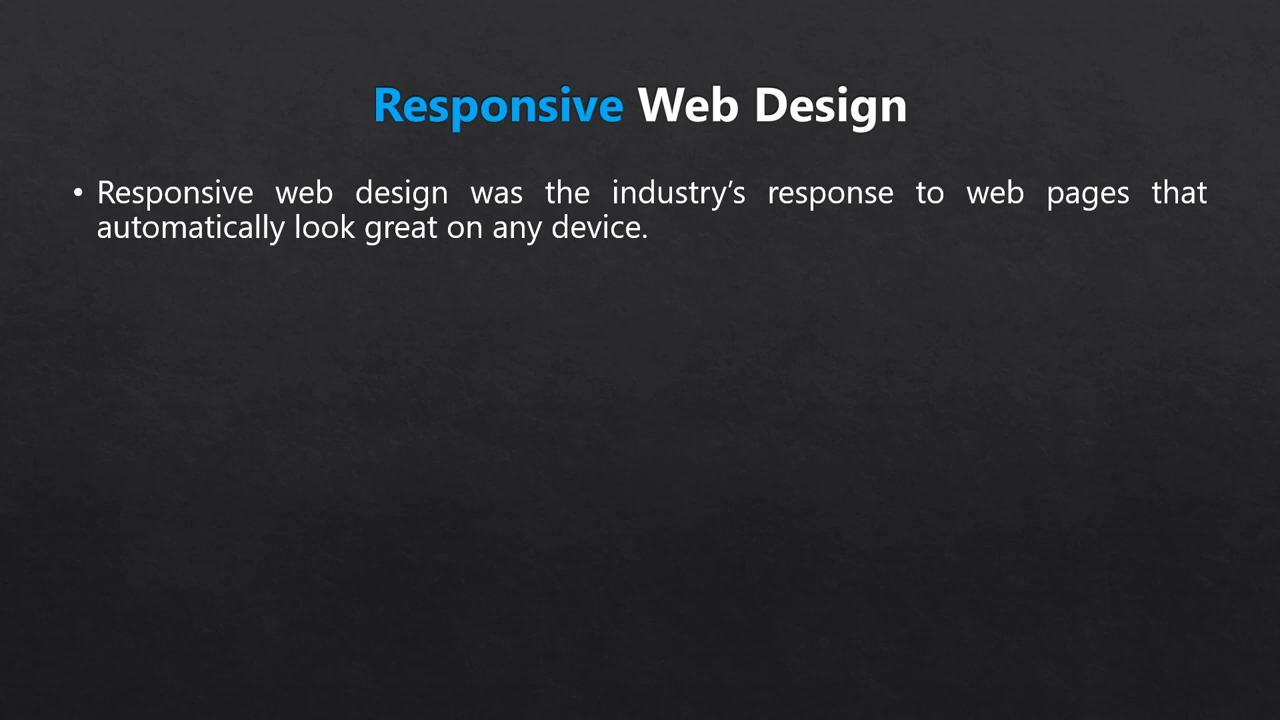 Responsive Web Design
• Responsive web design was the industry’s response to web pages that
automatically look great on any device.